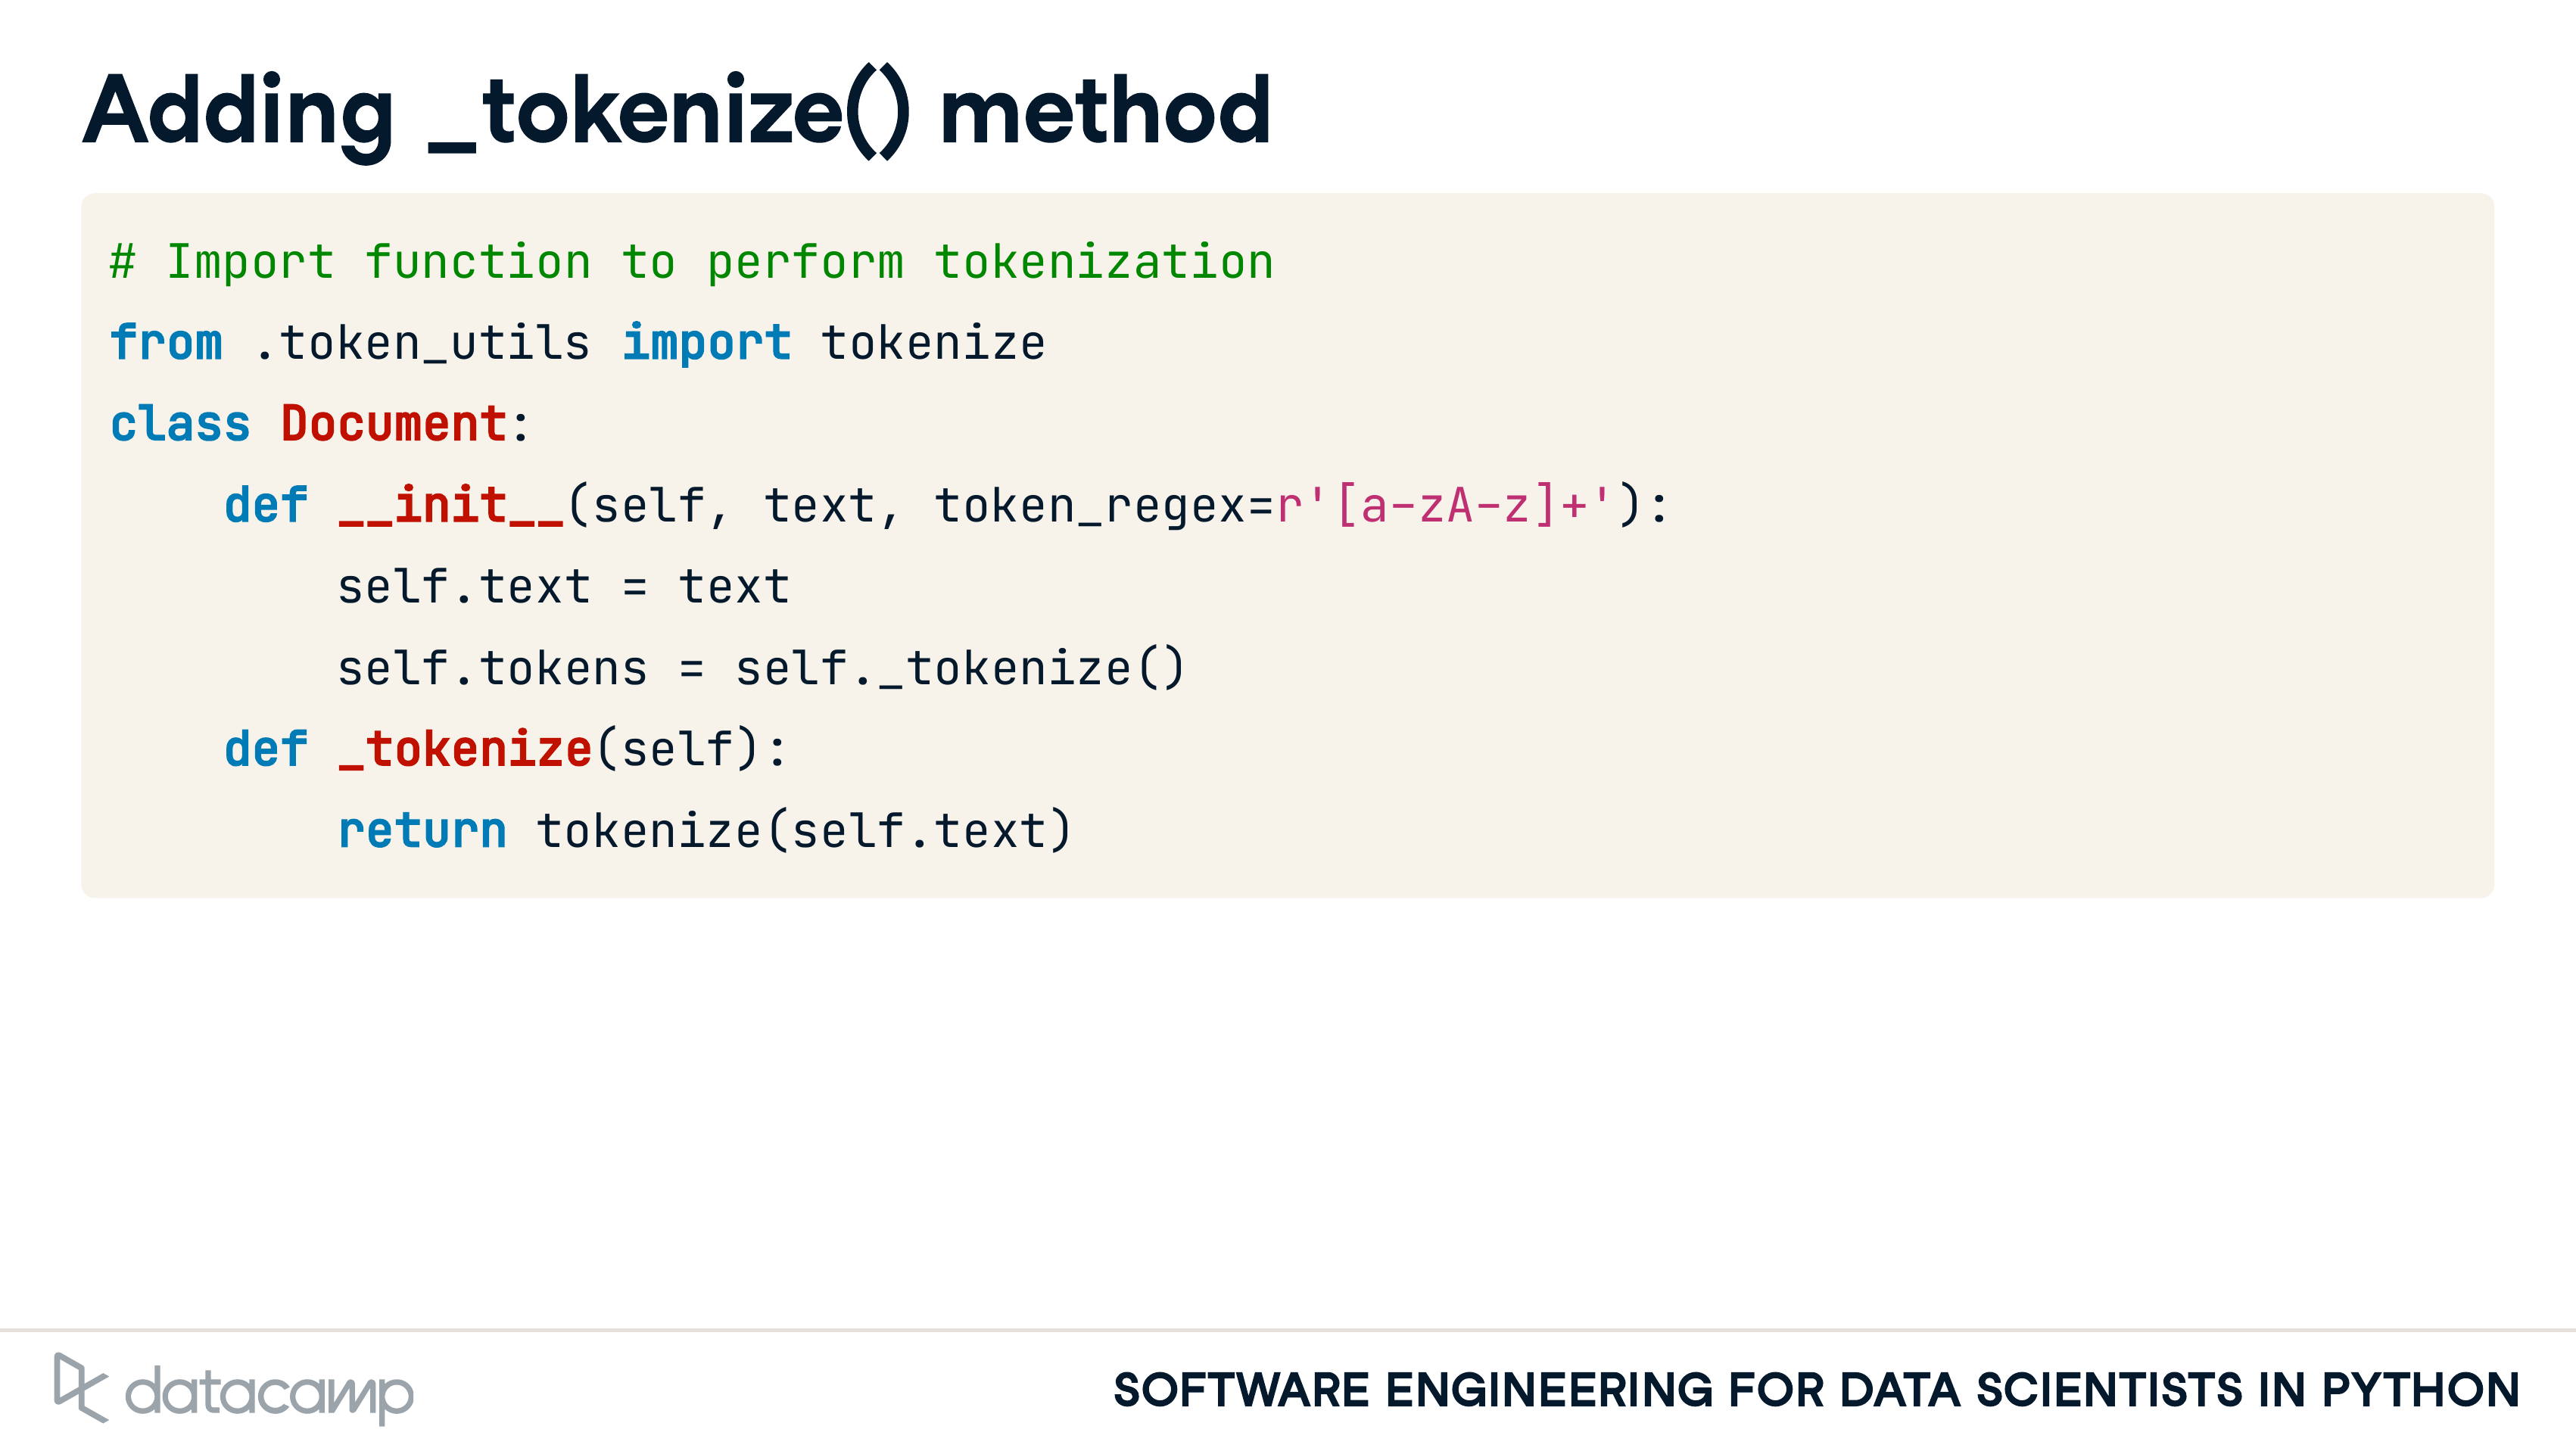 Adding _tokenize() method
# Import function to perform tokenization
from .token_utils import tokenize
class Document:
    def __init__(self, text, token_regex=r'[a-zA-z]+'):
        self.text = text
        self.tokens = self._tokenize()
    def _tokenize(self):
        return tokenize(self.text)
datacamp
SOFTWARE ENGINEERING FOR DATA SCIENTISTS IN PYTHON